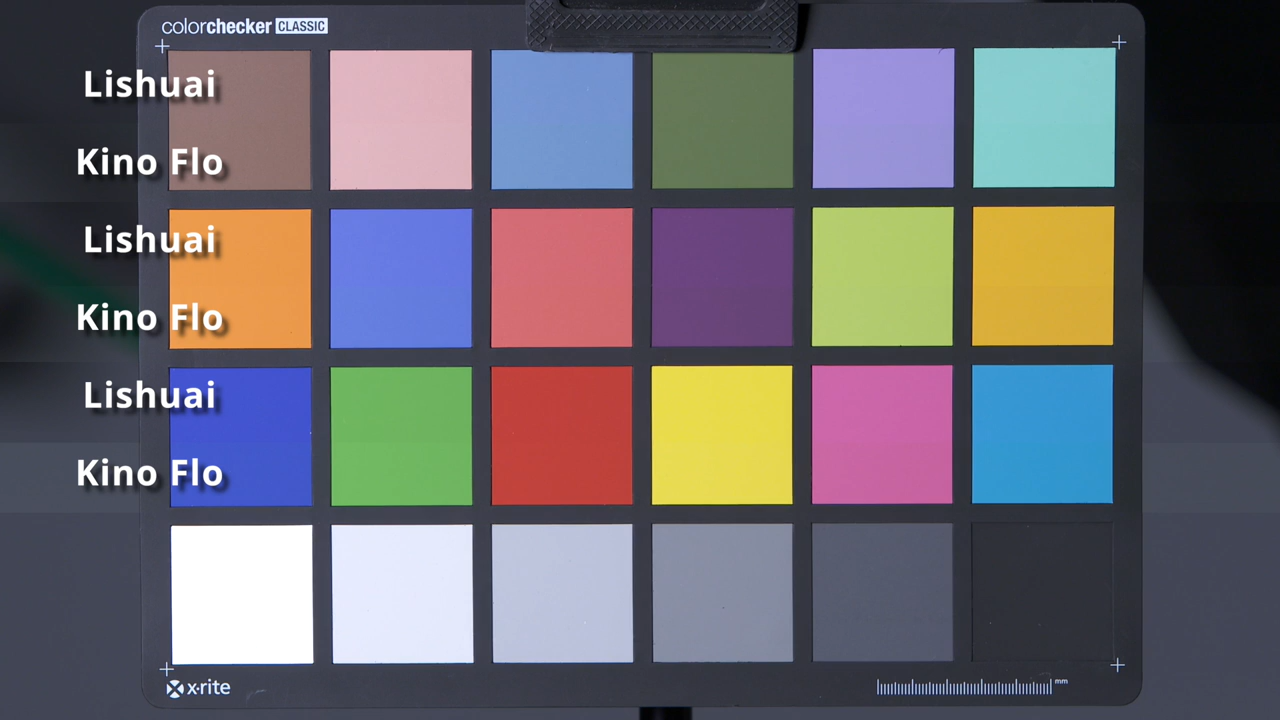 colorchecker CLASSIC
Lishuai
Kino Flo
Lishuai
Kino Flo
Lishuai
Kino Flo
x-rite
mm